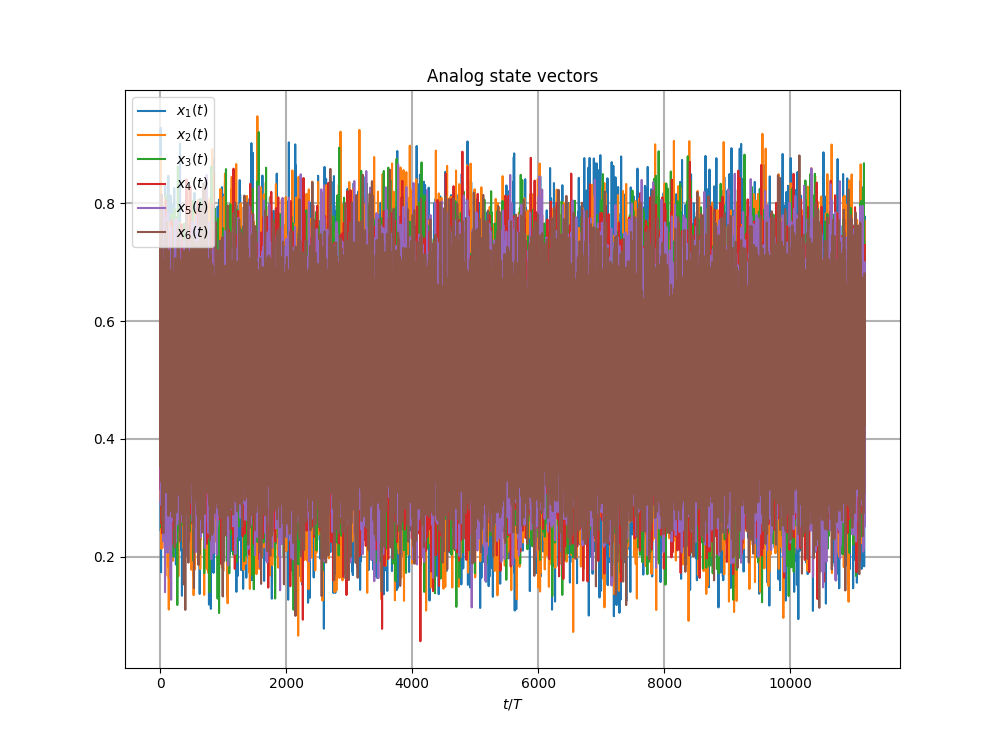 Analog state vectors
x₁(t)
x₂(t)
x₃(t)
x₄(t)
x₅(t)
x₆(t)
0.8
0.6
0.4
0.2
0 2000 4000 6000 8000 10000
t/T